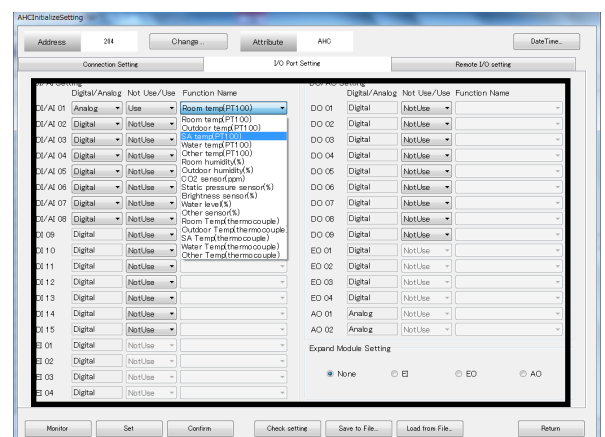 AHCInitializeSetting
Address 204 Change... Attribute AHC DateTime...
Connection Setting I/O Port Setting Remote I/O setting
DI/AI Setting DO/AO Setting
Digital/Analog Not Use/Use Function Name Digital/Analog Not Use/Use Function Name
DI/AI 01 Analog Use Room temp(PT100) DO 01 Digital NotUse
DI/AI 02 Digital NotUse Room temp(PT100) DO 02 Digital NotUse
Outdoor temp(PT100)
DI/AI 03 Digital NotUse SA temp(PT100) DO 03 Digital NotUse
Water temp(PT100)
DI/AI 04 Digital NotUse Other temp(PT100) DO 04 Digital NotUse
Room humidity(%)
DI/AI 05 Digital NotUse Outdoor humidity(%) DO 05 Digital NotUse
CO2 sensor(ppm)
DI/AI 06 Digital NotUse Static pressure sensor(%) DO 06 Digital NotUse
Brightness sensor(%)
DI/AI 07 Digital NotUse Water level(%) DO 07 Digital NotUse
Other sensor(%)
DI/AI 08 Digital NotUse Room Temp(thermocouple) DO 08 Digital NotUse
Outdoor Temp(thermocouple)
DI 09 Digital NotUse SA Temp(thermocouple) DO 09 Digital NotUse
Water Temp(thermocouple)
DI 10 Digital NotUse Other Temp(thermocouple) EO 01 Digital NotUse
DI 11 Digital NotUse EO 02 Digital NotUse
DI 12 Digital NotUse EO 03 Digital NotUse
DI 13 Digital NotUse EO 04 Digital NotUse
DI 14 Digital NotUse AO 01 Analog NotUse
DI 15 Digital NotUse AO 02 Analog NotUse
EI 01 Digital NotUse Expand Module Setting
EI 02 Digital NotUse
EI 03 Digital NotUse None EI EO AO
EI 04 Digital NotUse
Monitor Set Confirm Check setting Save to File... Load from File... Return